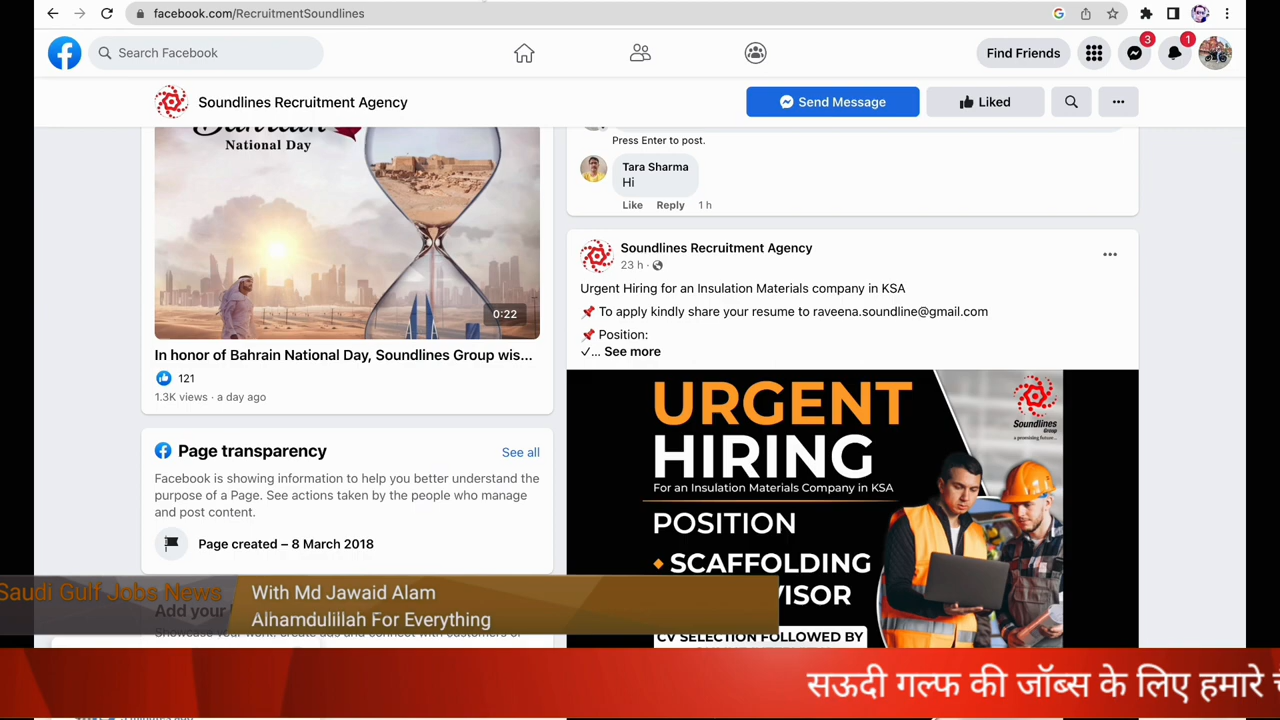 facebook.com/RecruitmentSoundlines
Search Facebook
Find Friends
3
1
Soundlines Recruitment Agency
Send Message
Liked
National Day
0:22
In honor of Bahrain National Day, Soundlines Group wis...
121
1.3K views · a day ago
Page transparency
See all
Facebook is showing information to help you better understand the
purpose of a Page. See actions taken by the people who manage
and post content.
Page created – 8 March 2018
Press Enter to post.
Tara Sharma
Hi
Like Reply 1 h
Soundlines Recruitment Agency
23 h ·
Urgent Hiring for an Insulation Materials company in KSA
📌 To apply kindly share your resume to raveena.soundline@gmail.com
📌 Position:
✓... See more
URGENT
HIRING
For an Insulation Materials Company in KSA
Soundlines
Group
a promising future...
POSITION
SCAFFOLDING
VISOR
CV SELECTION FOLLOWED BY
Saudi Gulf Jobs News
With Md Jawaid Alam
Alhamdulillah For Everything
Add your
सऊदी गल्फ की जॉब्स के लिए हमारे